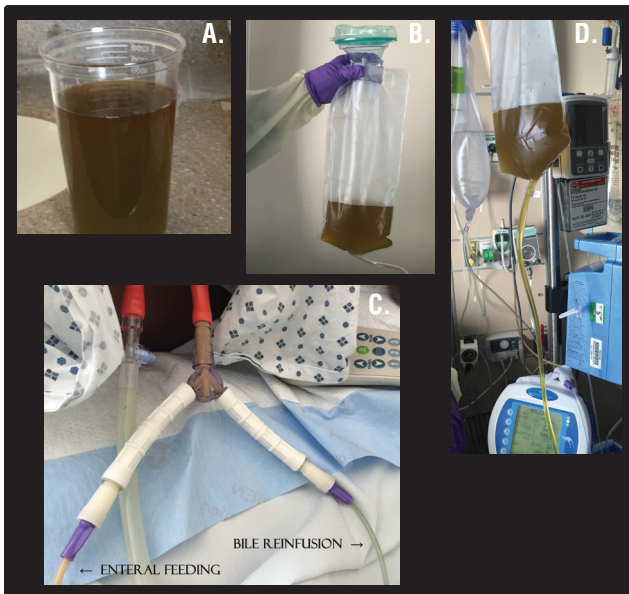 A.
B.
D.
C.
BILE REINFUSION →
← ENTERAL FEEDING